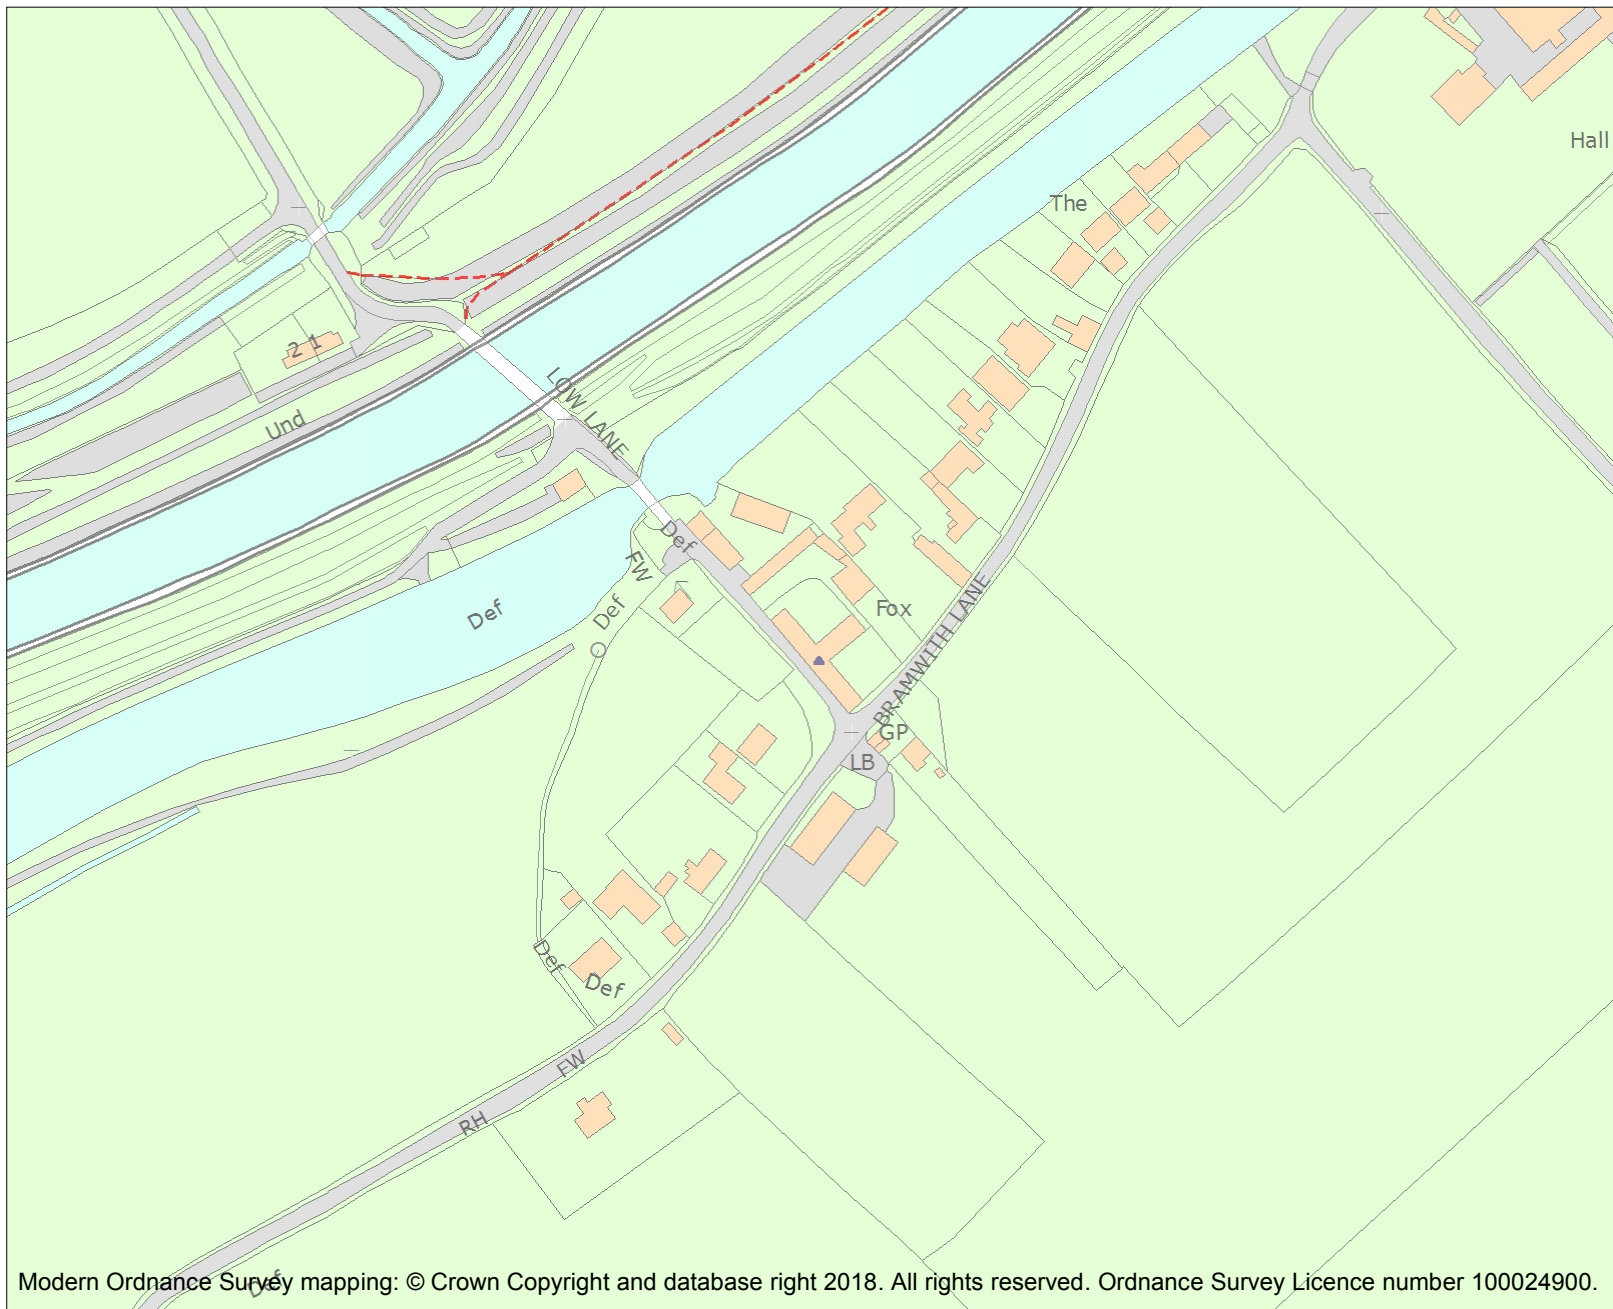 Hall
The
2 1
LOW LANE
Und
Def
FW
Def
Def
Fox
BRAMWITH LANE
GP
LB
Def
Def
FW
RH
Def
Modern Ordnance Survey mapping: © Crown Copyright and database right 2018. All rights reserved. Ordnance Survey Licence number 100024900.